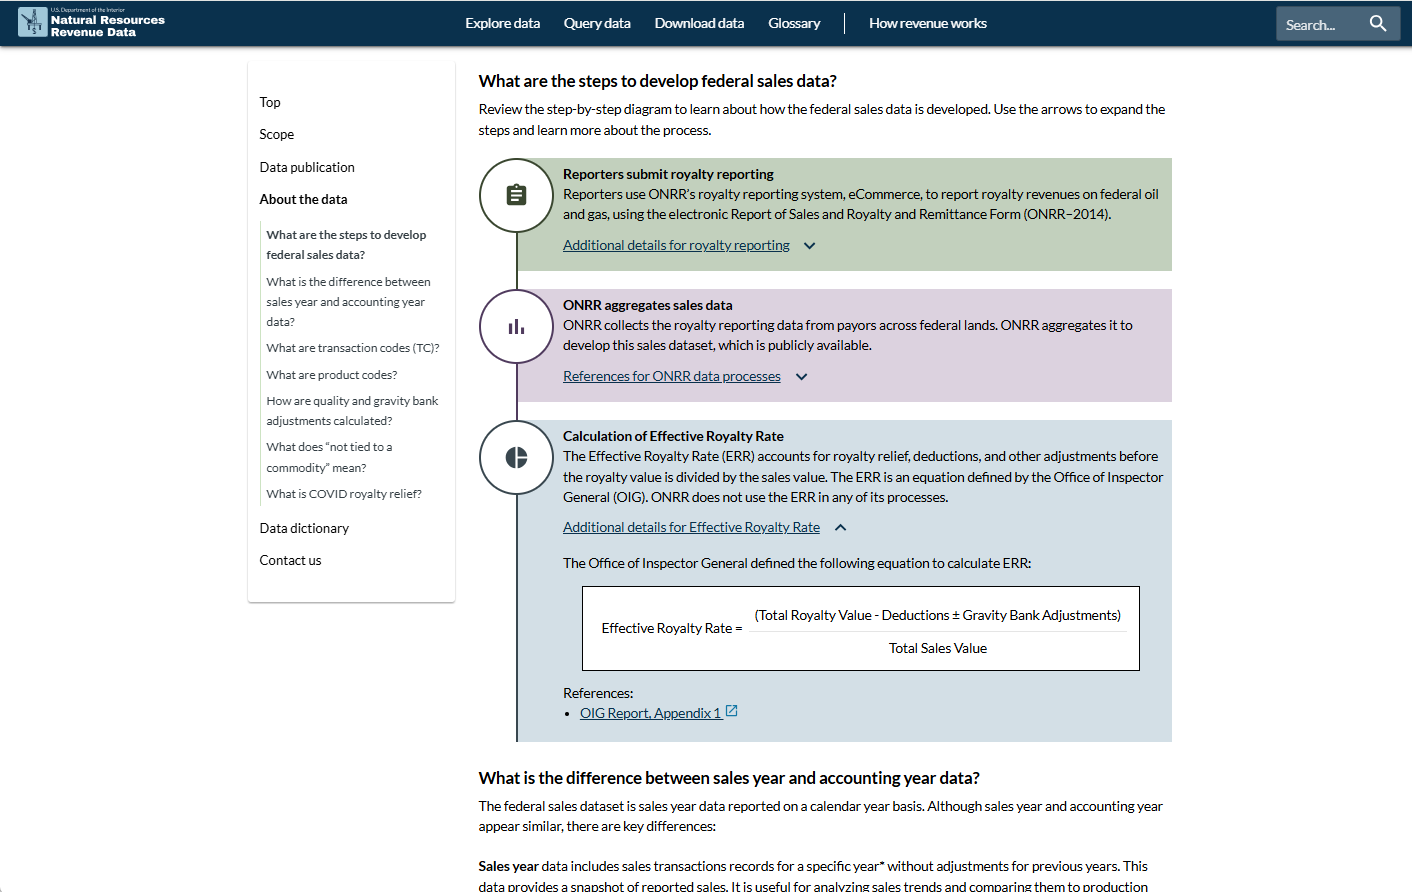 U.S. Department of the Interior
Natural Resources
Revenue Data
Explore data
Query data
Download data
Glossary
How revenue works
Search...
Top
Scope
Data publication
About the data
What are the steps to develop
federal sales data?
What is the difference between
sales year and accounting year
data?
What are transaction codes (TC)?
What are product codes?
How are quality and gravity bank
adjustments calculated?
What does “not tied to a
commodity” mean?
What is COVID royalty relief?
Data dictionary
Contact us
What are the steps to develop federal sales data?
Review the step-by-step diagram to learn about how the federal sales data is developed. Use the arrows to expand the
steps and learn more about the process.
Reporters submit royalty reporting
Reporters use ONRR’s royalty reporting system, eCommerce, to report royalty revenues on federal oil
and gas, using the electronic Report of Sales and Royalty and Remittance Form (ONRR–2014).
Additional details for royalty reporting
ONRR aggregates sales data
ONRR collects the royalty reporting data from payors across federal lands. ONRR aggregates it to
develop this sales dataset, which is publicly available.
References for ONRR data processes
Calculation of Effective Royalty Rate
The Effective Royalty Rate (ERR) accounts for royalty relief, deductions, and other adjustments before
the royalty value is divided by the sales value. The ERR is an equation defined by the Office of Inspector
General (OIG). ONRR does not use the ERR in any of its processes.
Additional details for Effective Royalty Rate
The Office of Inspector General defined the following equation to calculate ERR:
Effective Royalty Rate =
(Total Royalty Value - Deductions ± Gravity Bank Adjustments)
Total Sales Value
References:
• OIG Report, Appendix 1
What is the difference between sales year and accounting year data?
The federal sales dataset is sales year data reported on a calendar year basis. Although sales year and accounting year
appear similar, there are key differences:
Sales year data includes sales transactions records for a specific year* without adjustments for previous years. This
data provides a snapshot of reported sales. It is useful for analyzing sales trends and comparing them to production